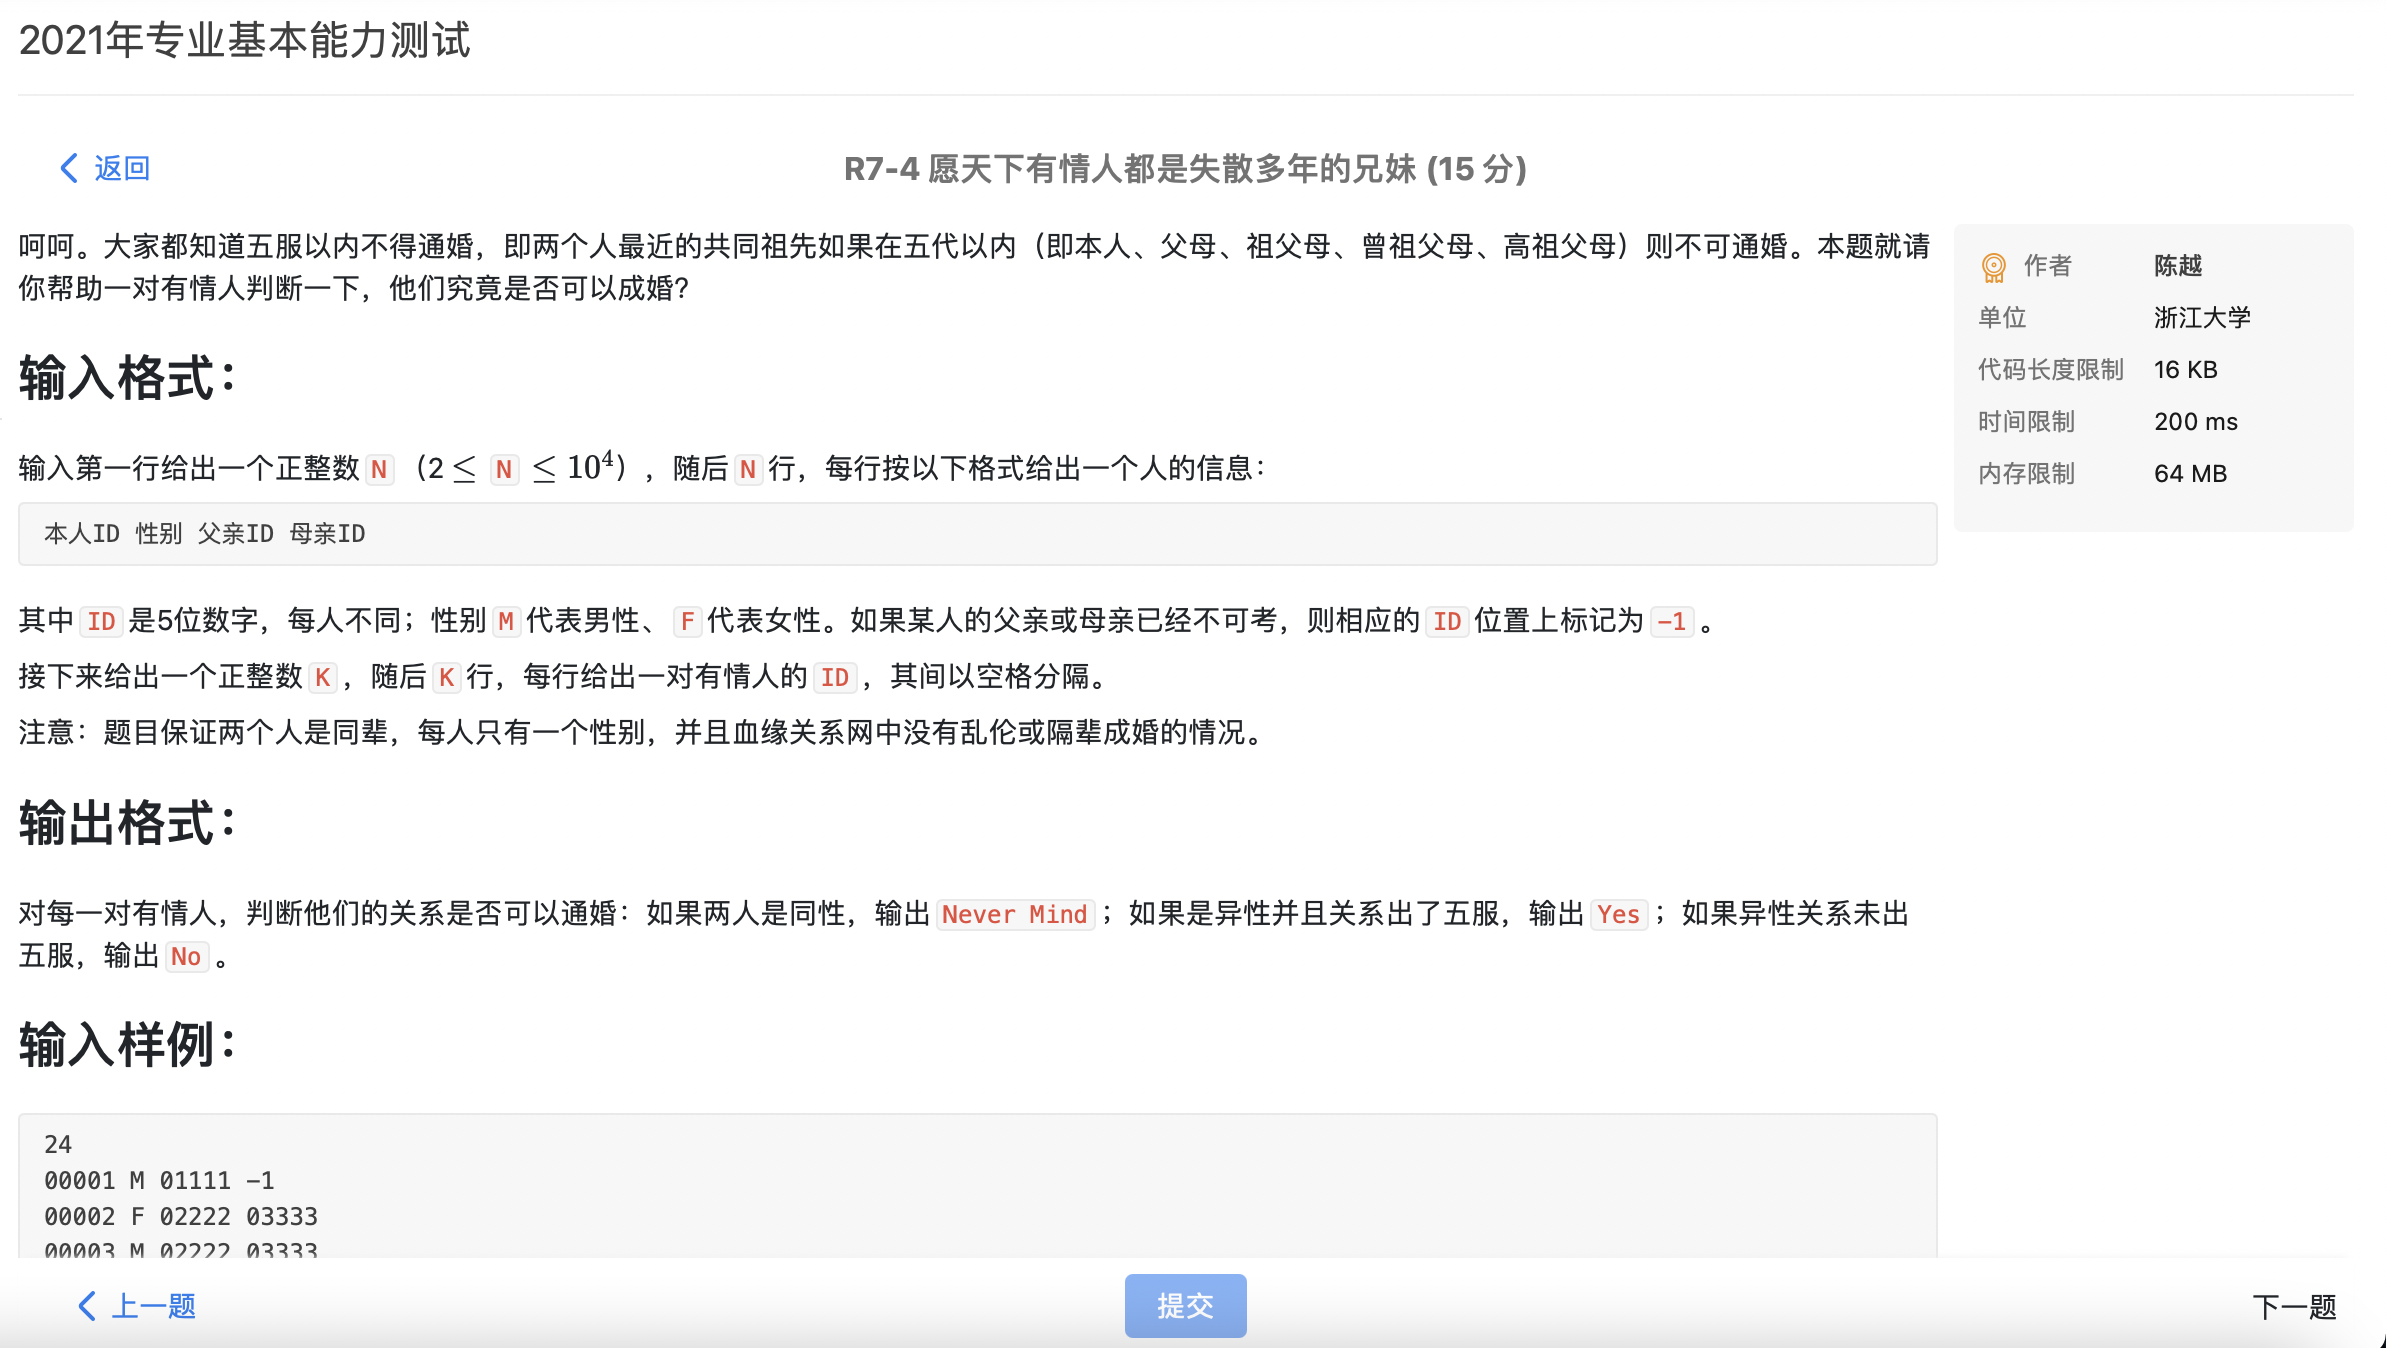 2021年专业基本能力测试
返回
R7-4 愿天下有情人都是失散多年的兄妹 (15 分)
呵呵。大家都知道五服以内不得通婚，即两个人最近的共同祖先如果在五代以内（即本人、父母、祖父母、曾祖父母、高祖父母）则不可通婚。本题就请
你帮助一对有情人判断一下，他们究竟是否可以成婚？
作者 陈越
单位 浙江大学
代码长度限制 16 KB
时间限制 200 ms
内存限制 64 MB
输入格式：
输入第一行给出一个正整数 N（2 ≤ N ≤ 10⁴），随后 N 行，每行按以下格式给出一个人的信息：
本人ID 性别 父亲ID 母亲ID
其中 ID 是5位数字，每人不同；性别 M 代表男性、F 代表女性。如果某人的父亲或母亲已经不可考，则相应的 ID 位置上标记为 -1。
接下来给出一个正整数 K，随后 K 行，每行给出一对有情人的 ID，其间以空格分隔。
注意：题目保证两个人是同辈，每人只有一个性别，并且血缘关系网中没有乱伦或隔辈成婚的情况。
输出格式：
对每一对有情人，判断他们的关系是否可以通婚：如果两人是同性，输出 Never Mind；如果是异性并且关系出了五服，输出 Yes；如果异性关系未出
五服，输出 No。
输入样例：
24
00001 M 01111 -1
00002 F 02222 03333
00003 M 02222 03333
上一题
提交
下一题